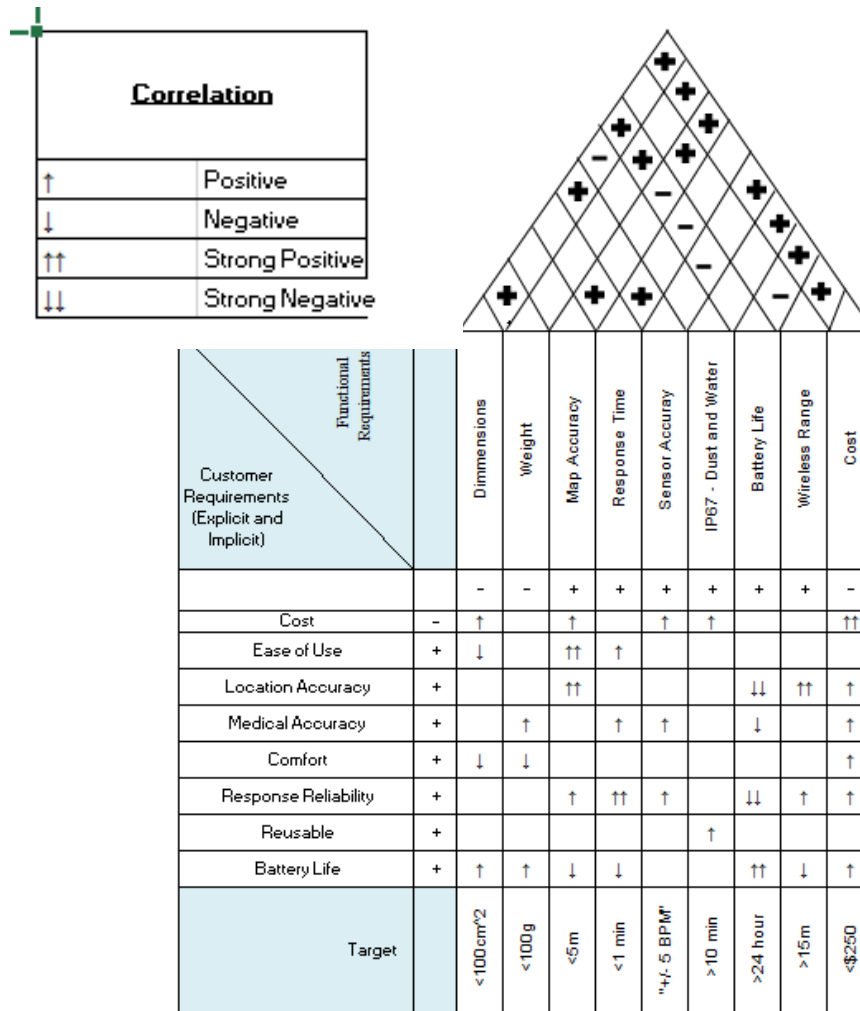 Correlation
↑ Positive
↓ Negative
↑↑ Strong Positive
↓↓ Strong Negative
+
+
+ +
+ + +
- + -
+ - + +
- +
+ + + - - +
Functional
Requirements
Customer
Requirements
(Explicit and
Implicit)
Dimmensions
Weight
Map Accuracy
Response Time
Sensor Accuray
IP67 - Dust and Water
Battery Life
Wireless Range
Cost
- - + + + + + + -
Cost - ↑ ↑ ↑ ↑ ↑↑
Ease of Use + ↓ ↑↑ ↑
Location Accuracy + ↑↑ ↓↓ ↑↑ ↑
Medical Accuracy + ↑ ↑ ↑ ↓ ↑
Comfort + ↓ ↓ ↑
Response Reliability + ↑ ↑↑ ↑ ↓↓ ↑ ↑
Reusable + ↑
Battery Life + ↑ ↑ ↓ ↓ ↑↑ ↓ ↑
Target
<100cm^2
<100g
<5m
<1 min
"+/- 5 BPM"
>10 min
>24 hour
>15m
<$250